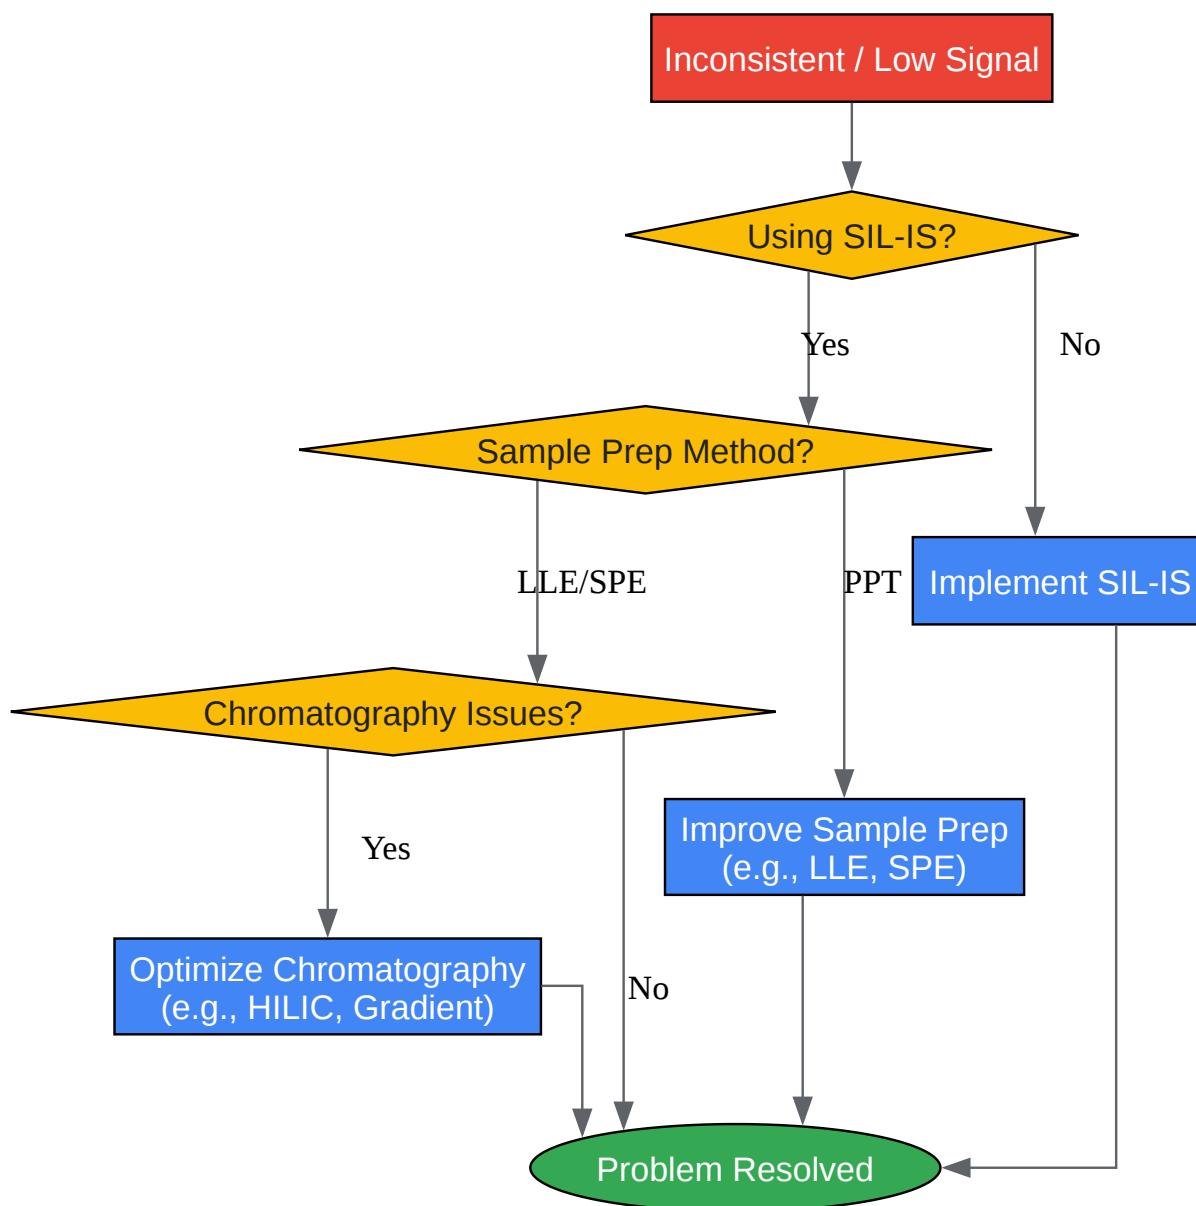 Inconsistent / Low Signal
Using SIL-IS?
Yes
No
Sample Prep Method?
LLE/SPE
PPT
Implement SIL-IS
Chromatography Issues?
Improve Sample Prep
(e.g., LLE, SPE)
Yes
Optimize Chromatography
(e.g., HILIC, Gradient)
No
Problem Resolved